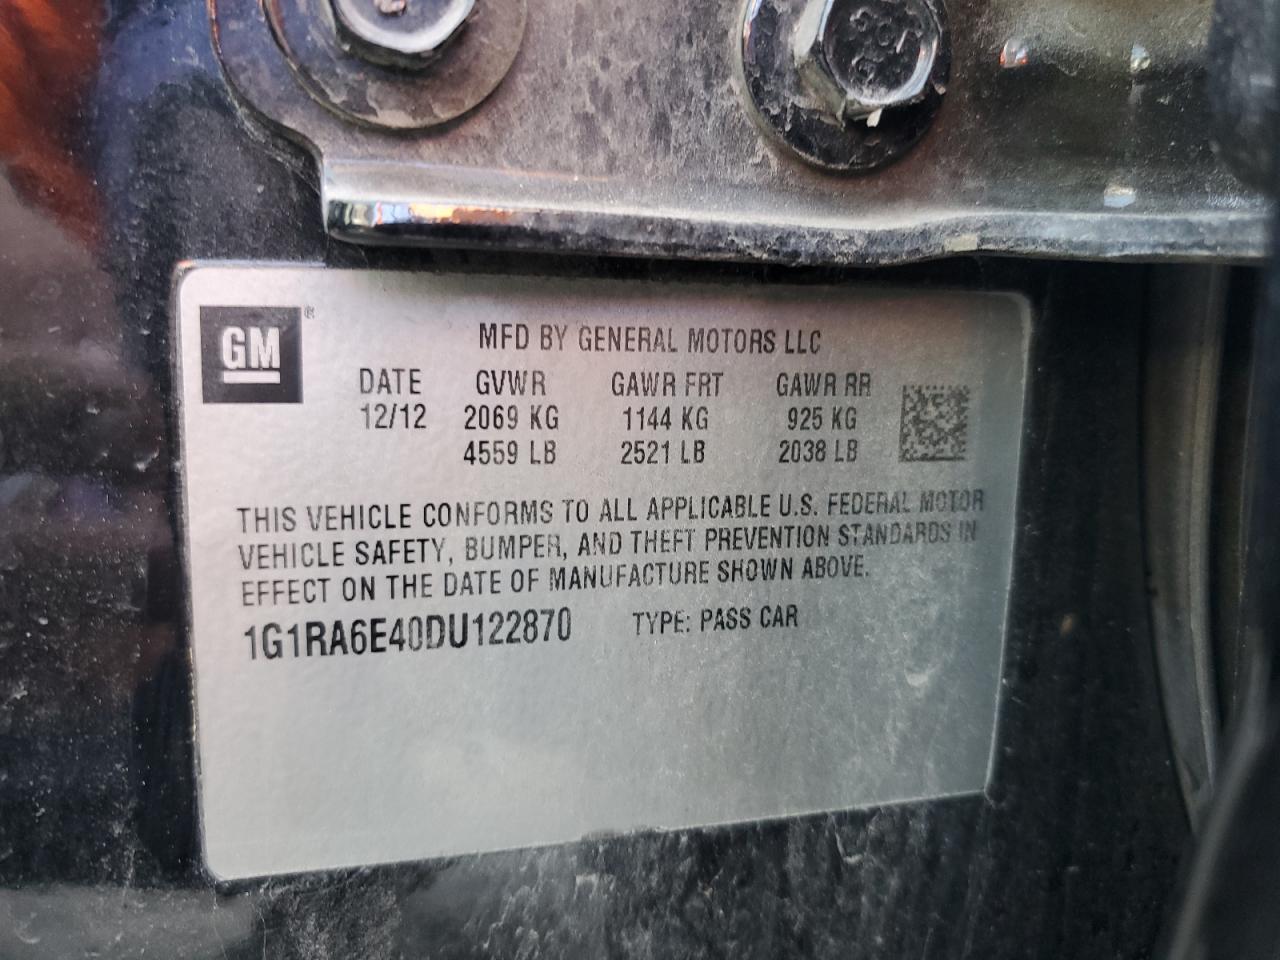 GM
MFD BY GENERAL MOTORS LLC
DATE GVWR GAWR FRT GAWR RR
12/12 2069 KG 1144 KG 925 KG
4559 LB 2521 LB 2038 LB
THIS VEHICLE CONFORMS TO ALL APPLICABLE U.S. FEDERAL MOTOR
VEHICLE SAFETY, BUMPER, AND THEFT PREVENTION STANDARDS IN
EFFECT ON THE DATE OF MANUFACTURE SHOWN ABOVE.
1G1RA6E40DU122870 TYPE: PASS CAR